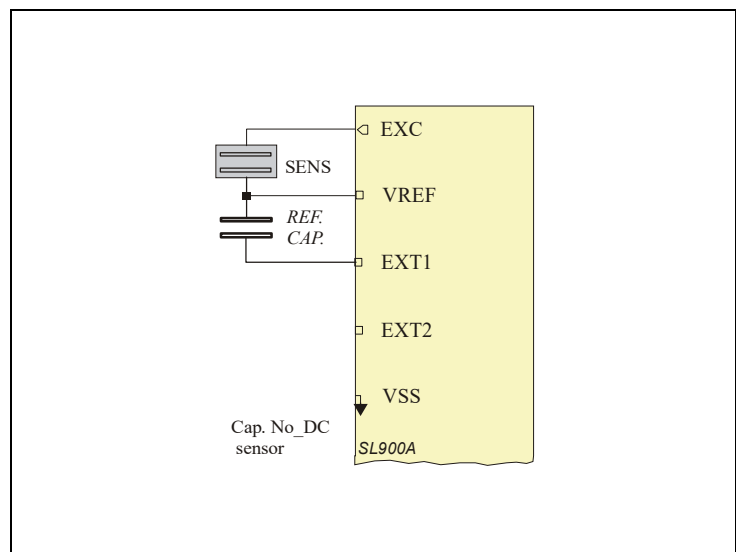 EXC
SENS
VREF
REF.
CAP.
EXT1
EXT2
VSS
Cap. No_DC
sensor
SL900A